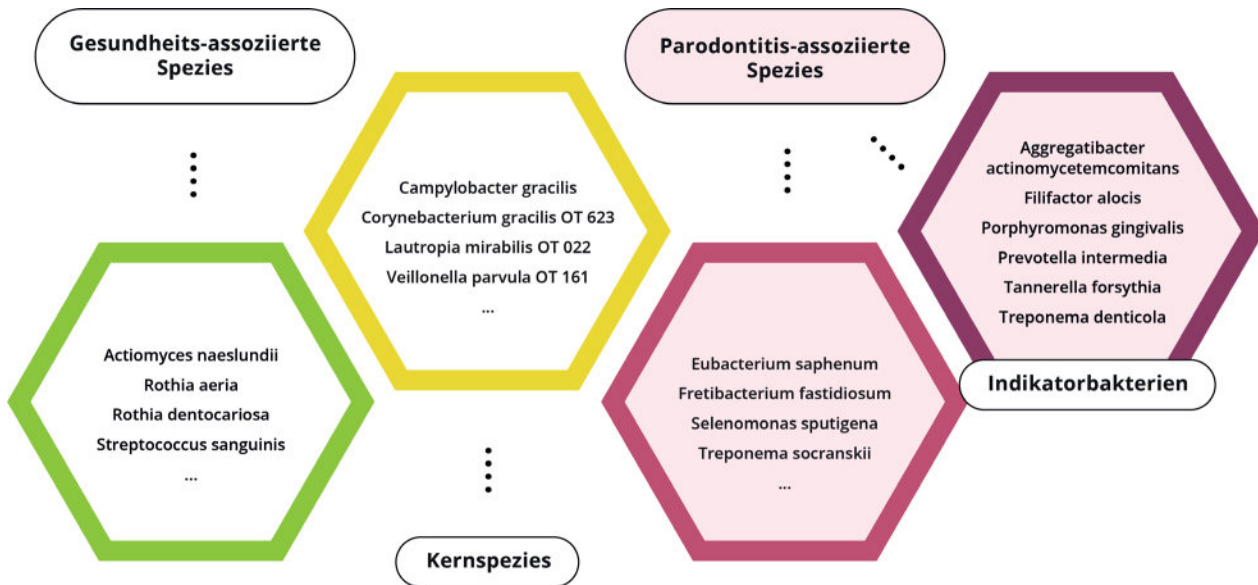 Gesundheits-assoziierte
Spezies
Actiomyces naeslundii
Rothia aeria
Rothia dentocariosa
Streptococcus sanguinis
...
Campylobacter gracilis
Corynebacterium gracilis OT 623
Lautropia mirabilis OT 022
Veillonella parvula OT 161
...
Kernspezies
Parodontitis-assoziierte
Spezies
Eubacterium saphenum
Fretibacterium fastidiosum
Selenomonas sputigena
Treponema socranskii
...
Aggregatibacter
actinomycetemcomitans
Filifactor alocis
Porphyromonas gingivalis
Prevotella intermedia
Tannerella forsythia
Treponema denticola
Indikatorbakterien